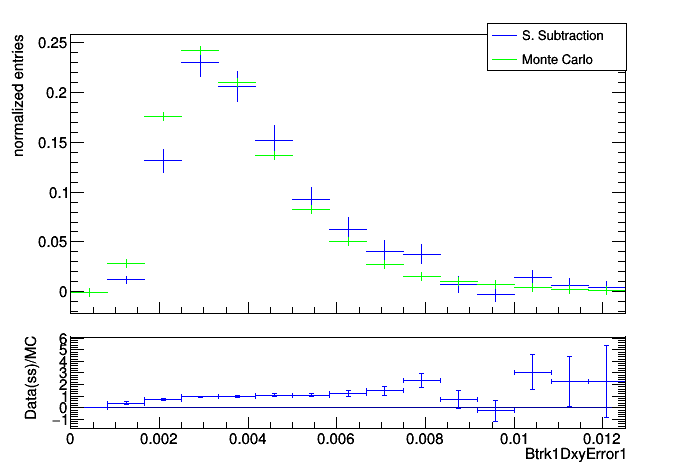 S. Subtraction
Monte Carlo
normalized entries
0.25
0.2
0.15
0.1
0.05
0
Data(ss)/MC
6
5
4
3
2
1
0
−1
0 0.002 0.004 0.006 0.008 0.01 0.012
Btrk1DxyError1